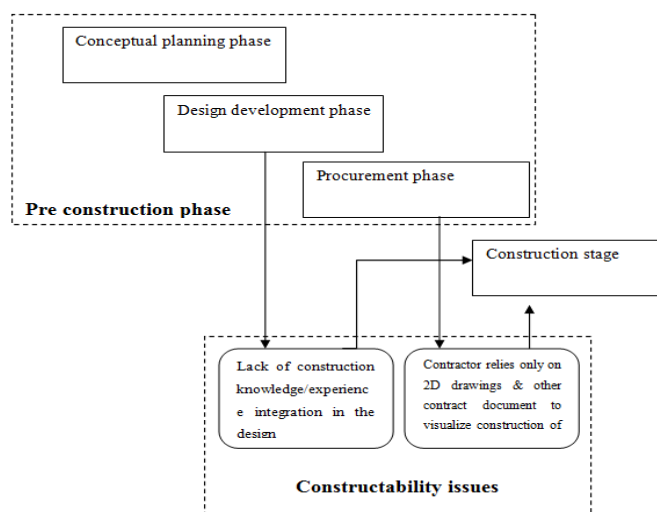 Conceptual planning phase
Design development phase
Procurement phase
Pre construction phase
Construction stage
Lack of construction
knowledge/experienc
e integration in the
design
Contractor relies only on
2D drawings & other
contract document to
visualize construction of
Constructability issues